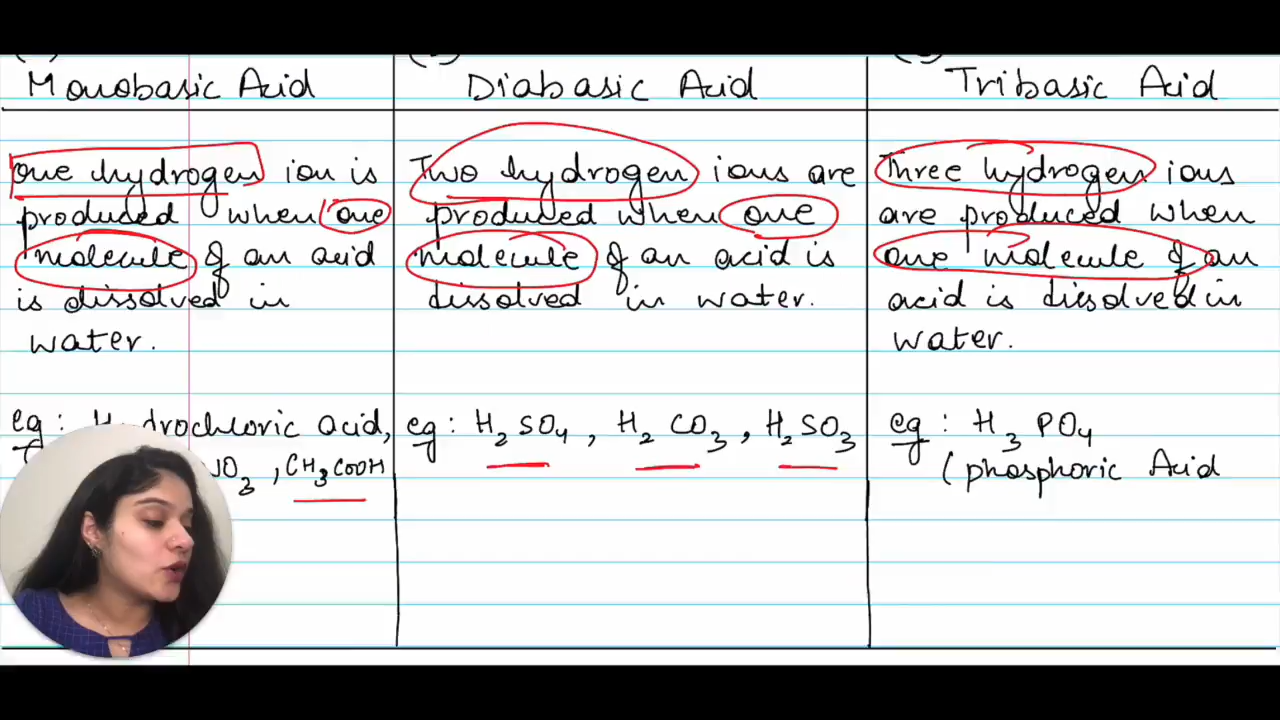 Monobasic Acid
one hydrogen ion is
produced when one
molecule of an acid
is dissolved in
water.
eg: Hydrochloric acid,
NO3, CH3COOH
Diabasic Acid
Two hydrogen ions are
produced when one
molecule of an acid is
dissolved in water.
eg: H2SO4, H2CO3, H2SO3
Tribasic Acid
Three hydrogen ions
are produced when
one molecule of an
acid is dissolved in
water.
eg: H3PO4
(phosphoric Acid